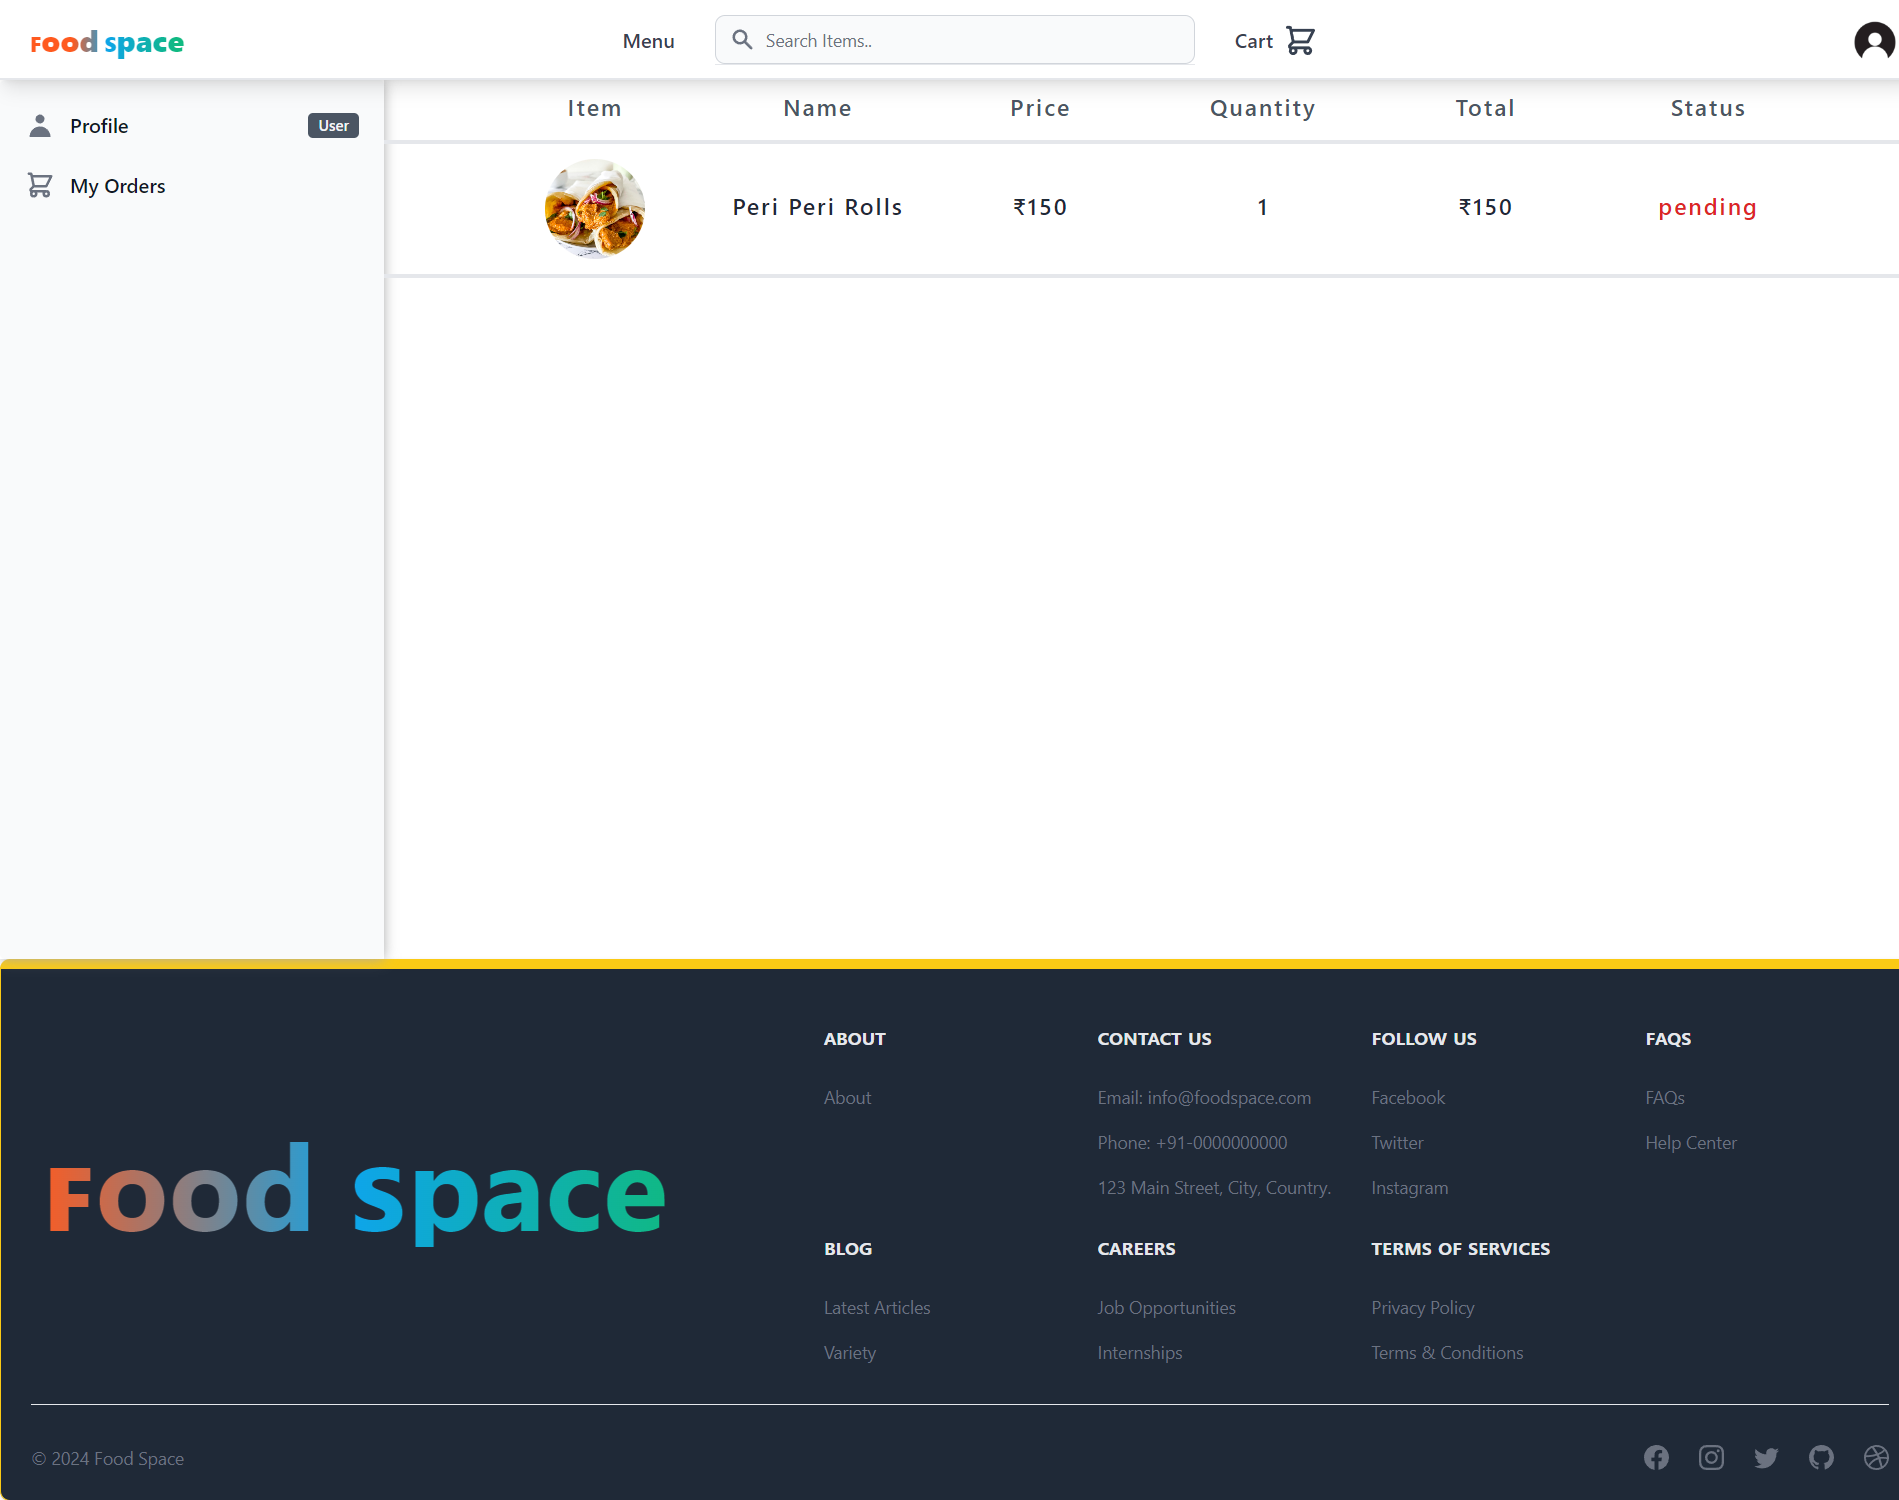 Food space
Menu
Search Items..
Cart
Profile
User
My Orders
Item Name Price Quantity Total Status
Peri Peri Rolls ₹150 1 ₹150 pending
Food space
ABOUT
About
CONTACT US
Email: info@foodspace.com
Phone: +91-0000000000
123 Main Street, City, Country.
FOLLOW US
Facebook
Twitter
Instagram
FAQS
FAQs
Help Center
BLOG
Latest Articles
Variety
CAREERS
Job Opportunities
Internships
TERMS OF SERVICES
Privacy Policy
Terms & Conditions
© 2024 Food Space